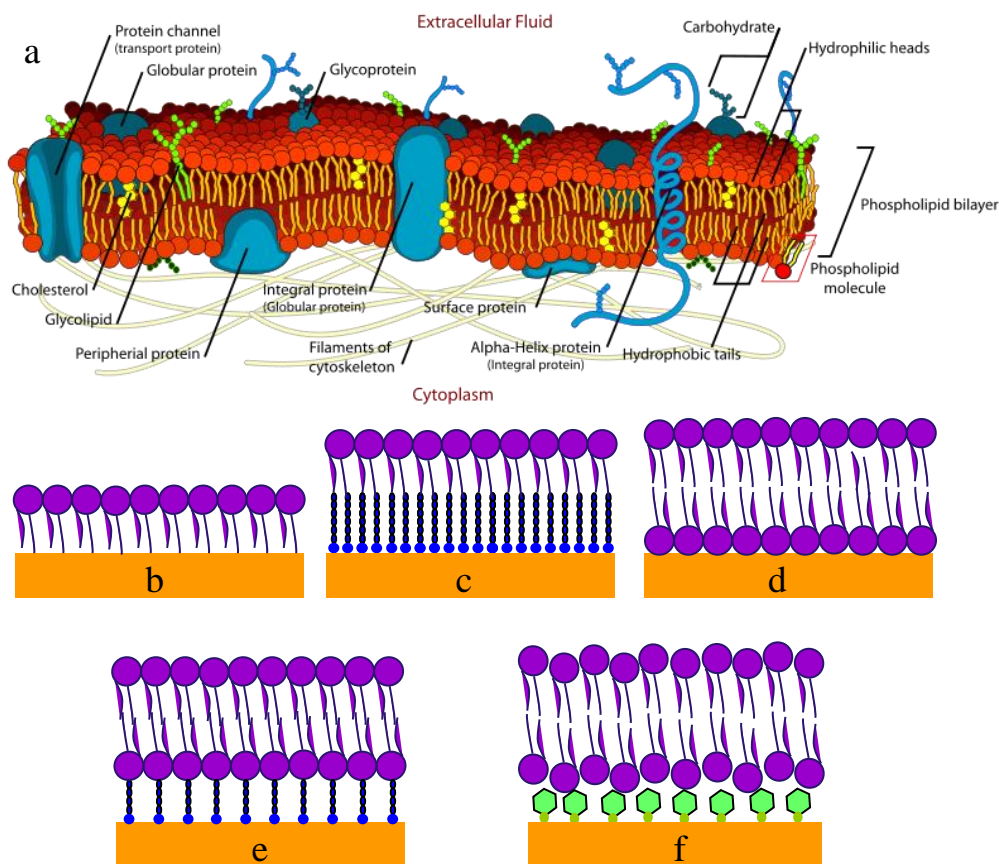 Extracellular Fluid
a
Protein channel
(transport protein)
Globular protein
Glycoprotein
Carbohydrate
Hydrophilic heads
Phospholipid bilayer
Phospholipid
molecule
Cholesterol
Glycolipid
Peripherial protein
Integral protein
(Globular protein)
Filaments of
cytoskeleton
Surface protein
Alpha-Helix protein
(Integral protein)
Hydrophobic tails
Cytoplasm
b
c
d
e
f